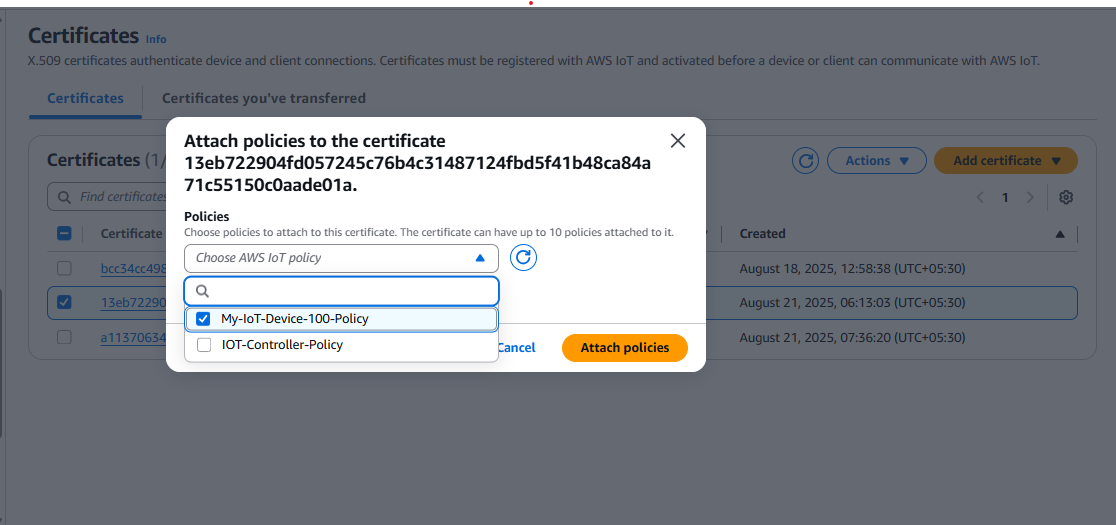 Certificates Info
X.509 certificates authenticate device and client connections. Certificates must be registered with AWS IoT and activated before a device or client can communicate with AWS IoT.
Certificates
Certificates you've transferred
Attach policies to the certificate
13eb722904fd057245c76b4c31487124fbd5f41b48ca84a
71c55150c0aade01a.
Certificates (1/
Actions
Add certificate
Find certificates
1
Policies
Choose policies to attach to this certificate. The certificate can have up to 10 policies attached to it.
Choose AWS IoT policy
Certificate
Created
bcc34cc498
August 18, 2025, 12:58:38 (UTC+05:30)
13eb72290
August 21, 2025, 06:13:03 (UTC+05:30)
My-IoT-Device-100-Policy
a11370634
August 21, 2025, 07:36:20 (UTC+05:30)
IOT-Controller-Policy
Cancel
Attach policies